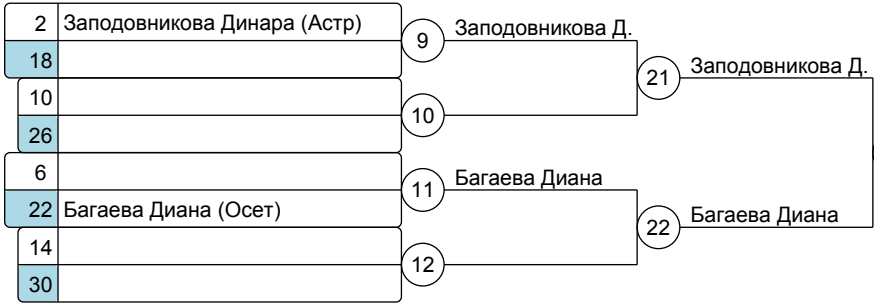 2 Заподовникова Динара (Астр)
18
9 Заподовникова Д.
10
26
10
21 Заподовникова Д.
6
22 Багаева Диана (Осет)
11 Багаева Диана
14
30
12
22 Багаева Диана